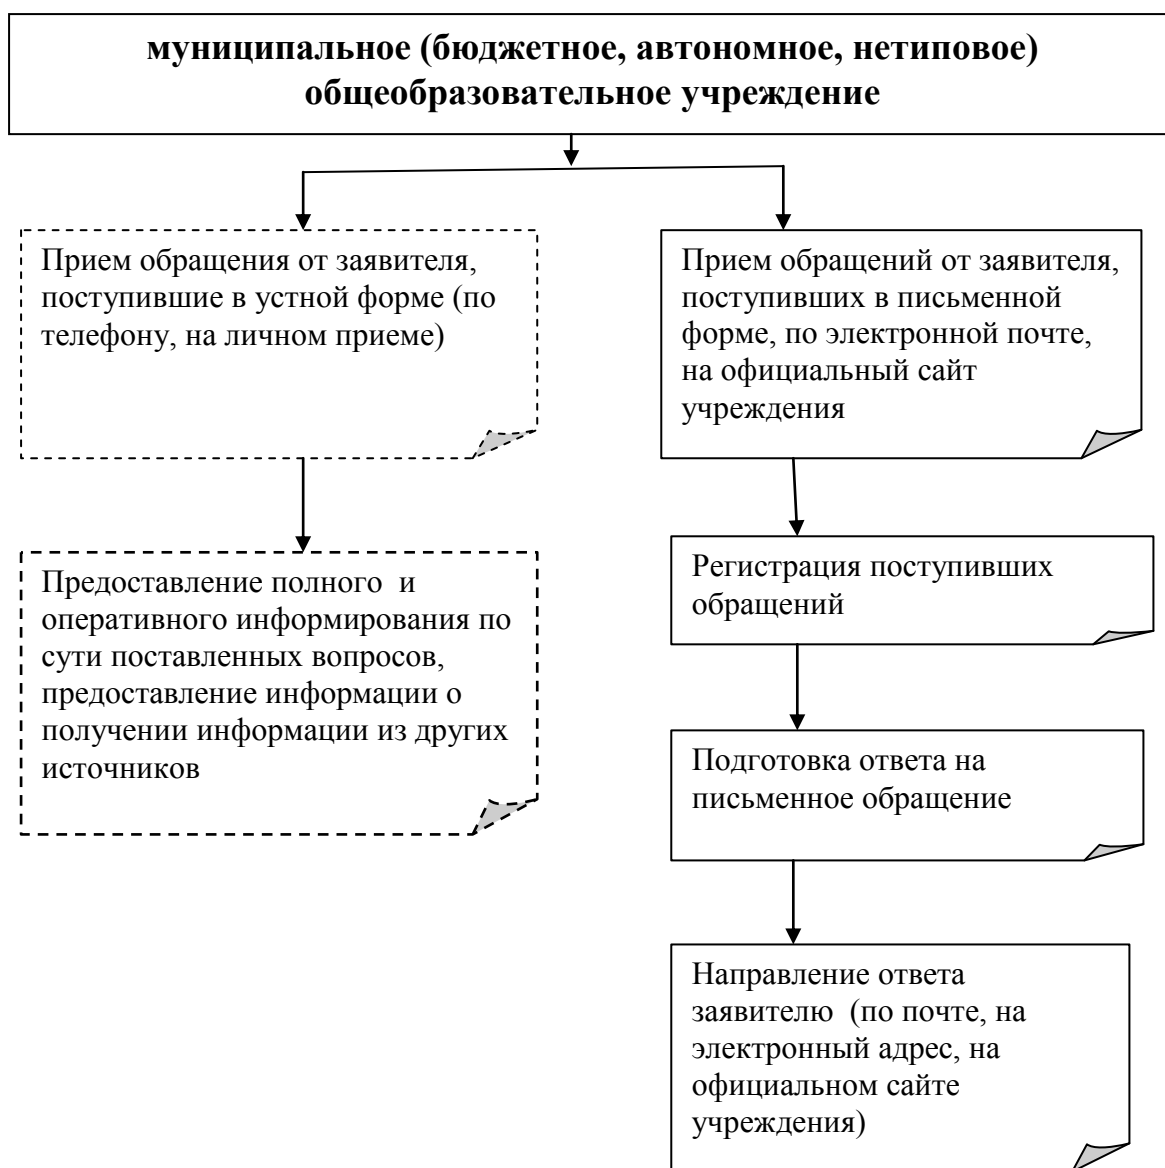 муниципальное (бюджетное, автономное, нетиповое)
общеобразовательное учреждение
Прием обращения от заявителя,
поступившие в устной форме (по
телефону, на личном приеме)
Предоставление полного  и
оперативного информирования по
сути поставленных вопросов,
предоставление информации о
получении информации из других
источников
Прием обращений от заявителя,
поступивших в письменной
форме, по электронной почте,
на официальный сайт
учреждения
Регистрация поступивших
обращений
Подготовка ответа на
письменное обращение
Направление ответа
заявителю  (по почте, на
электронный адрес, на
официальном сайте
учреждения)